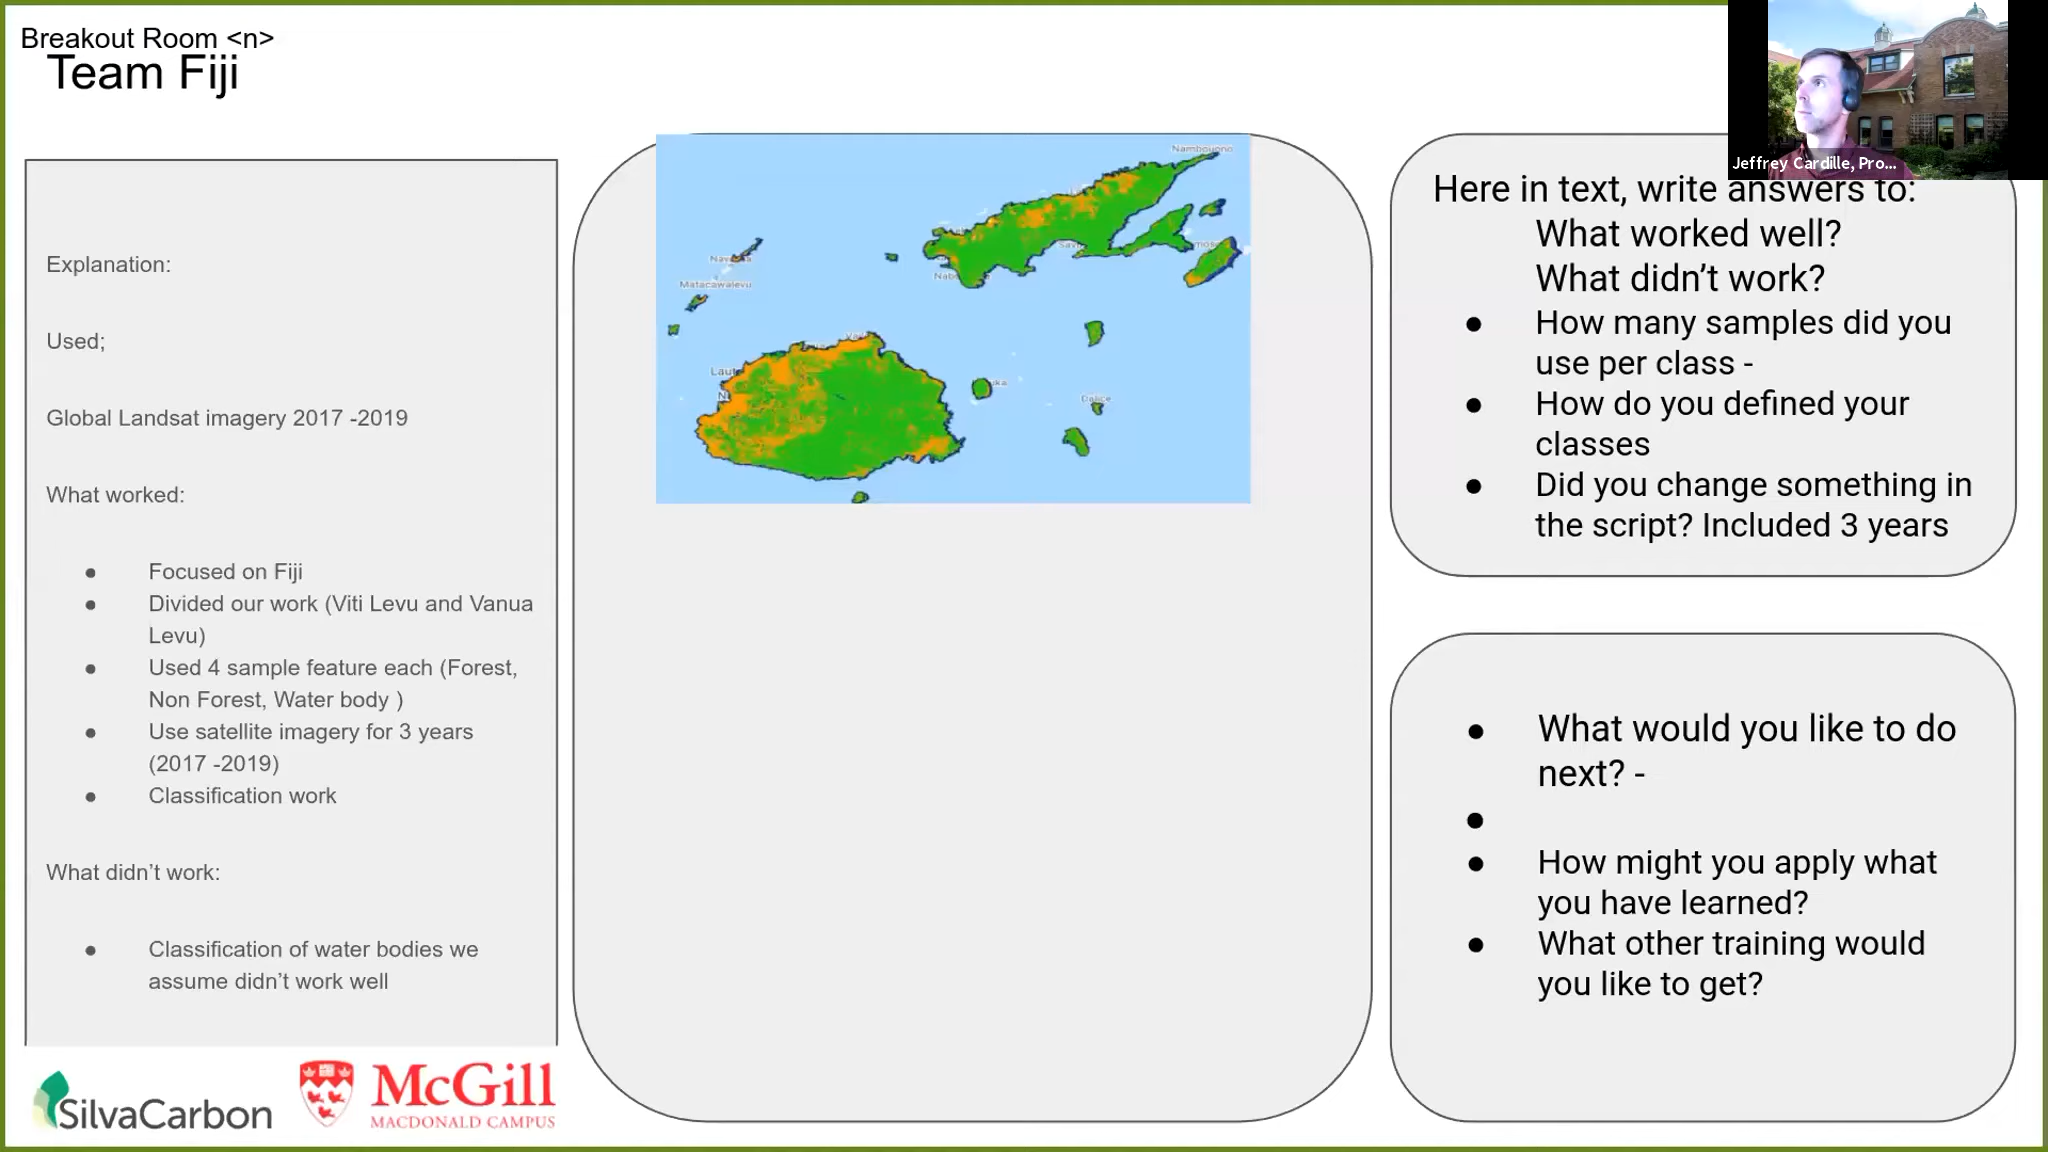 Breakout Room <n>
Team Fiji
Explanation:
Used;
Global Landsat imagery 2017 -2019
What worked:
● Focused on Fiji
● Divided our work (Viti Levu and Vanua
Levu)
● Used 4 sample feature each (Forest,
Non Forest, Water body )
● Use satellite imagery for 3 years
(2017 -2019)
● Classification work
What didn't work:
● Classification of water bodies we
assume didn't work well
SilvaCarbon
McGill
MACDONALD CAMPUS
Nambouono
Matacawalevu
Jeffrey Cardille, Pro...
Here in text, write answers to:
What worked well?
What didn't work?
● How many samples did you
use per class -
● How do you defined your
classes
● Did you change something in
the script? Included 3 years
● What would you like to do
next? -
●
● How might you apply what
you have learned?
● What other training would
you like to get?